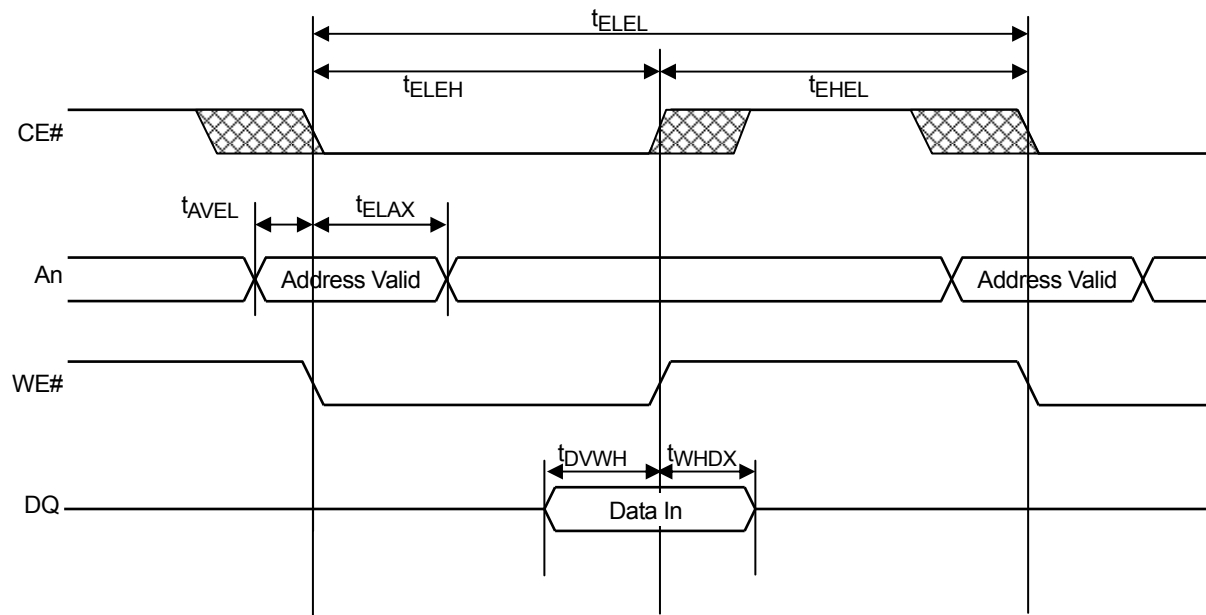 tELEL
tELEH tEHEL
CE#
tAVEL tELAX
An Address Valid Address Valid
WE#
tDVWH tWHDX
DQ Data In